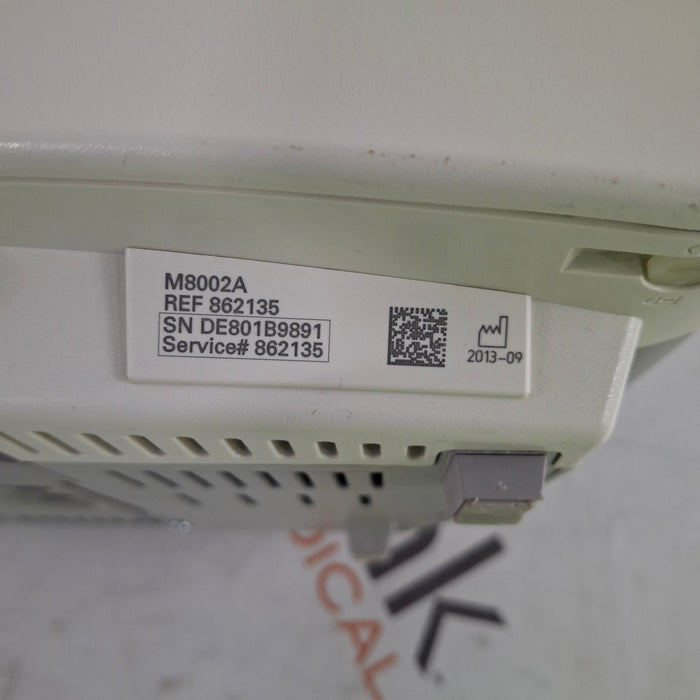 M8002A
REF 862135
SN DE801B9891
Service# 862135
2013-09